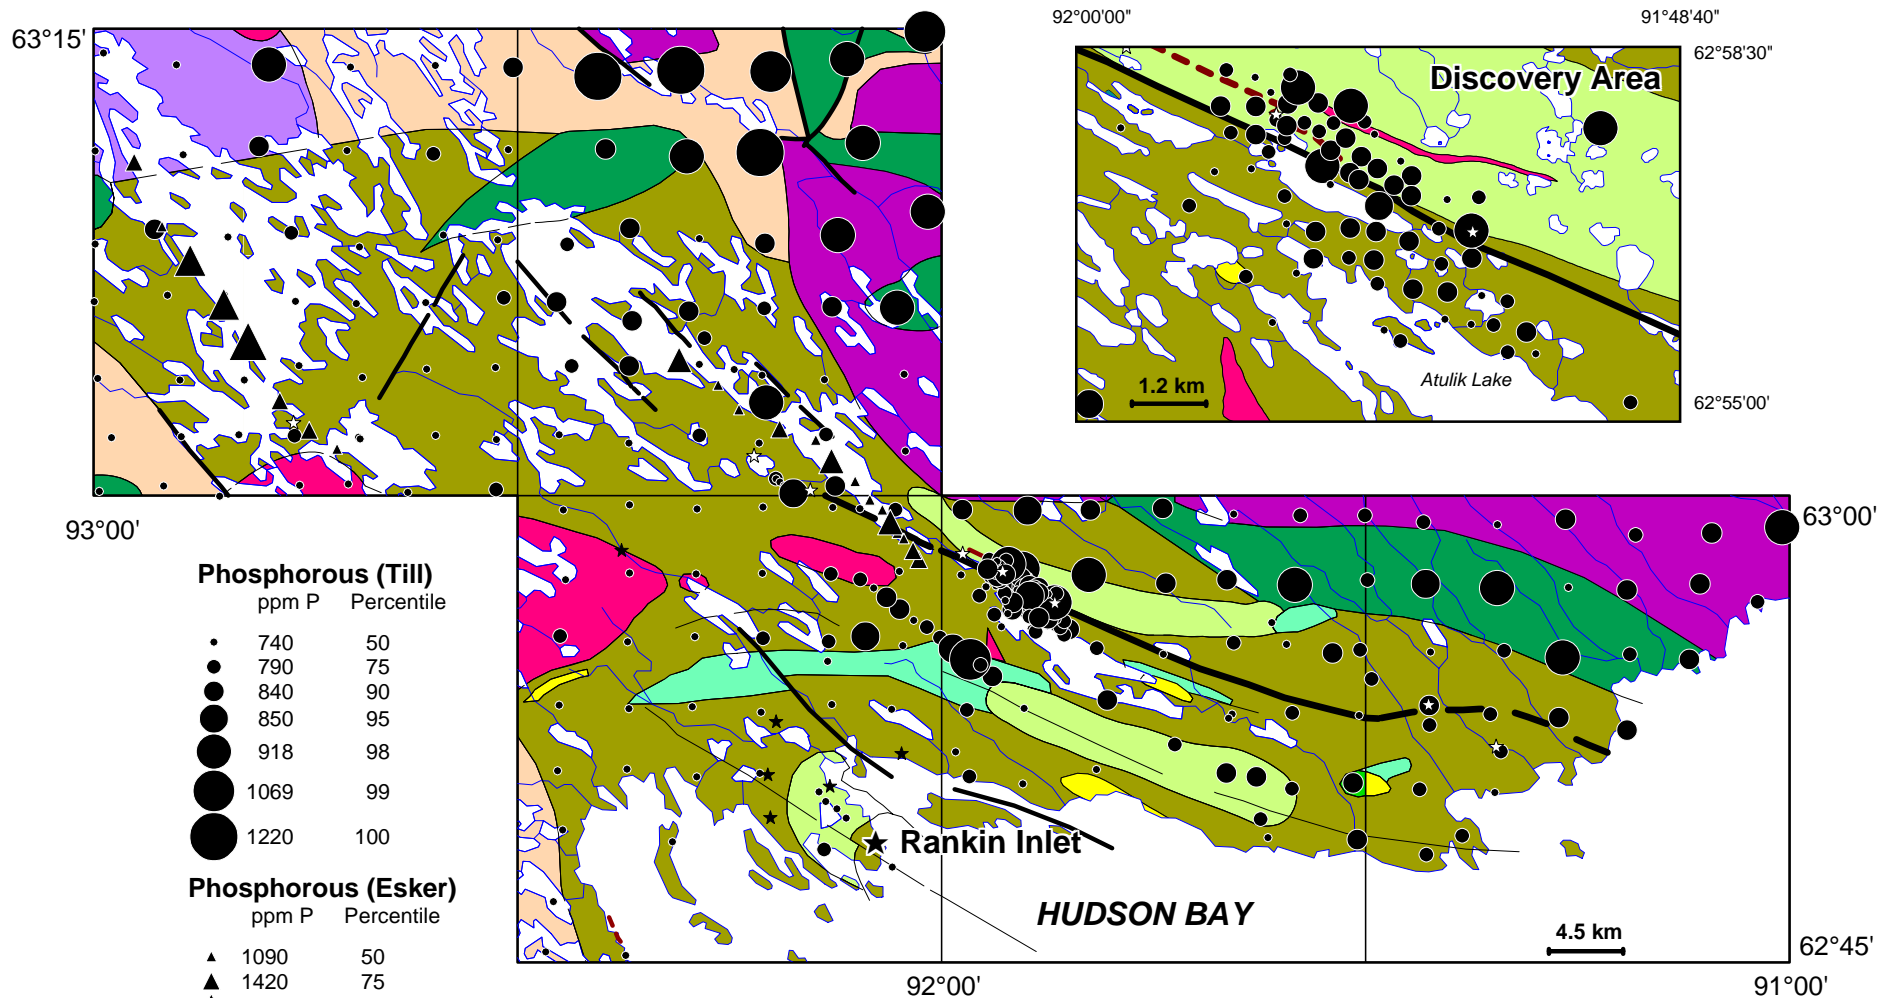 92°00'00"
91°48'40"
63°15'
62°58'30"
Discovery Area
Atulik Lake
1.2 km
62°55'00'
93°00'
63°00'
Phosphorous (Till)
ppm P Percentile
740 50
790 75
840 90
850 95
918 98
1069 99
1220 100
Rankin Inlet
Phosphorous (Esker)
ppm P Percentile
HUDSON BAY
4.5 km
62°45'
1090 50
1420 75
92°00'
91°00'